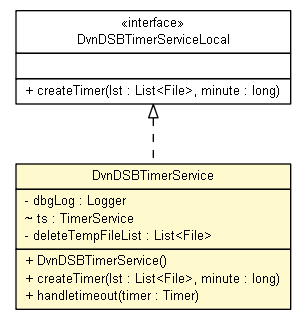 «interface»
DvnDSBTimerServiceLocal
+ createTimer(lst : List<File>, minute : long)
DvnDSBTimerService
- dbgLog : Logger
~ ts : TimerService
- deleteTempFileList : List<File>
+ DvnDSBTimerService()
+ createTimer(lst : List<File>, minute : long)
+ handletimeout(timer : Timer)